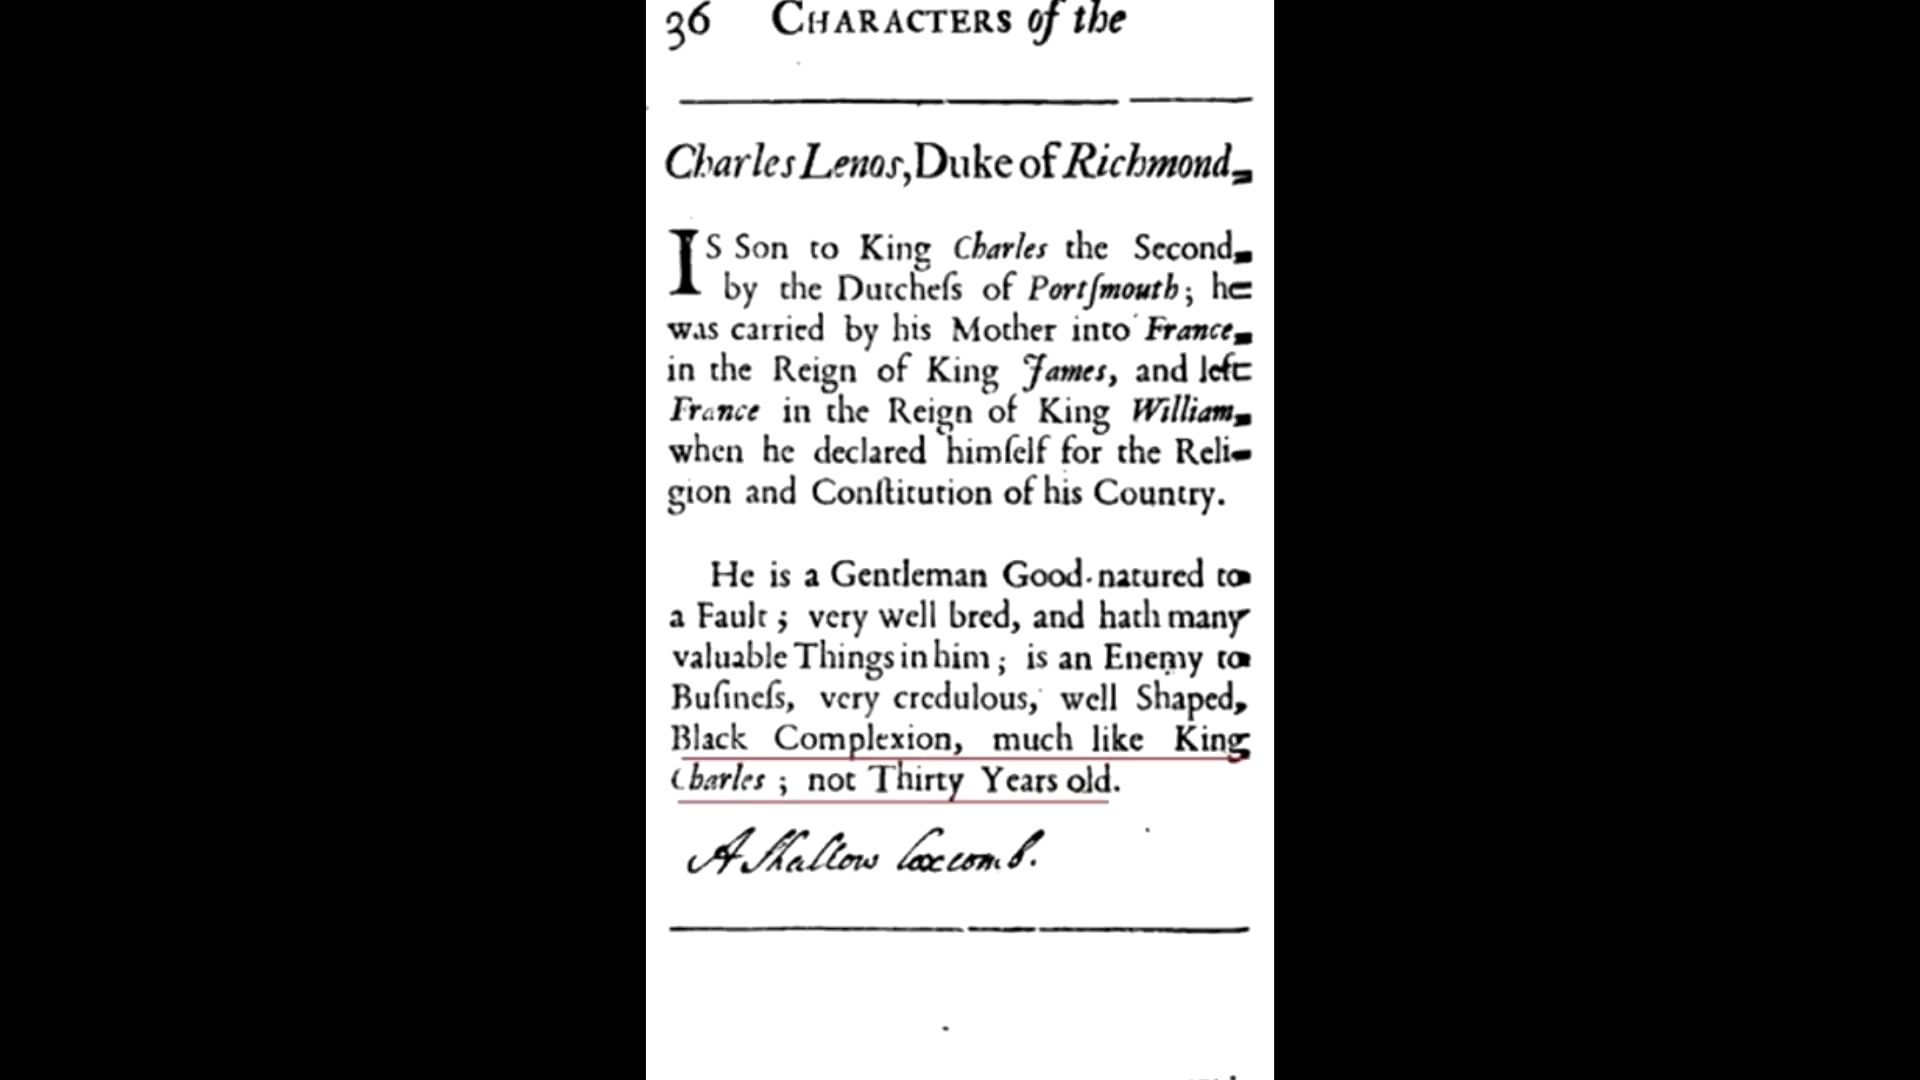 36 CHARACTERS of the
Charles Lenos, Duke of Richmond,
IS Son to King Charles the Second,
by the Dutcheſs of Portſmouth; he
was carried by his Mother into France,
in the Reign of King James, and left
France in the Reign of King William,
when he declared himſelf for the Reli-
gion and Conſtitution of his Country.
He is a Gentleman Good-natured to
a Fault; very well bred, and hath many
valuable Things in him; is an Enemy to
Buſineſs, very credulous, well Shaped,
Black Complexion, much like King
Charles; not Thirty Years old.
A Shallow Coxcomb.